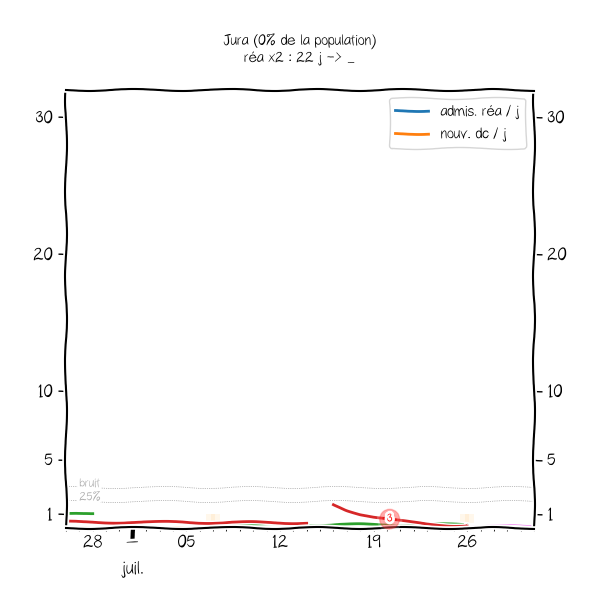 Jura (0% de la population)
réa x2 : 22 j -> _
admis. réa / j
nouv. dc / j
30
30
20
20
10
10
5
5
bruit
25%
1
1
3
28
05
12
19
26
juil.